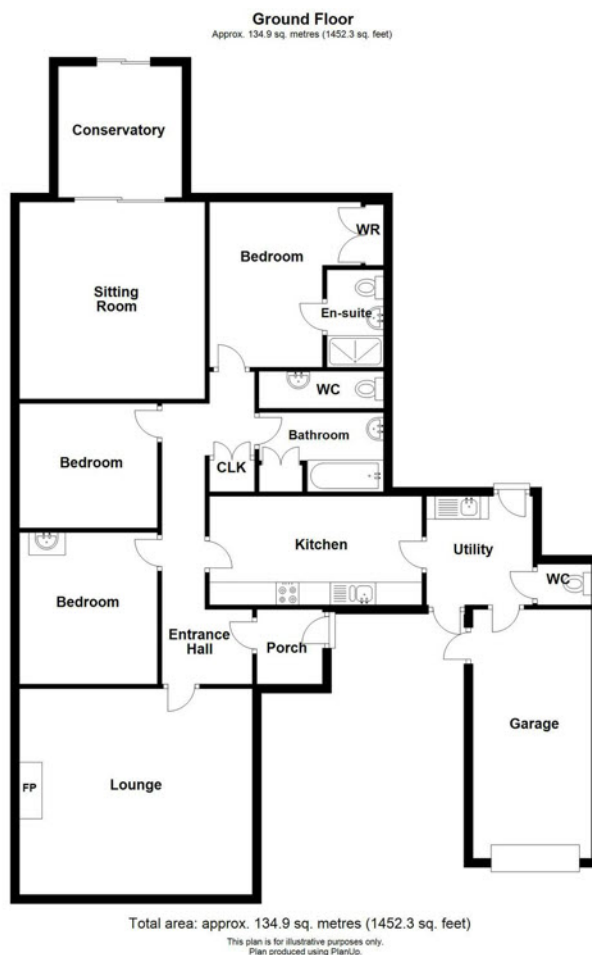 Ground Floor
Approx. 134.9 sq. metres (1452.3 sq. feet)
Conservatory
Sitting
Room
Bedroom
WR
En-suite
WC
Bathroom
CLK
Bedroom
Kitchen
Utility
WC
Bedroom
Entrance
Hall
Porch
Garage
FP
Lounge
Total area: approx. 134.9 sq. metres (1452.3 sq. feet)
This plan is for illustrative purposes only.
Plan produced using PlanUp.